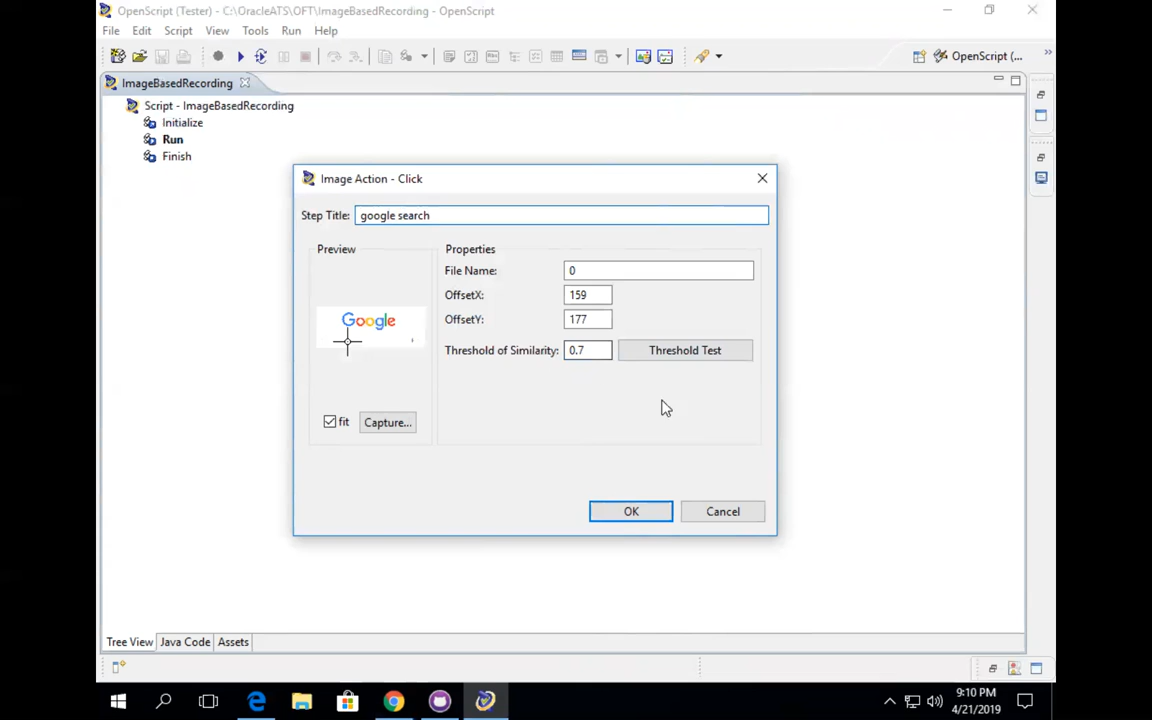 OpenScript (Tester) - C:\OracleATS\OFT\ImageBasedRecording - OpenScript
File Edit Script View Tools Run Help
OpenScript (...
ImageBasedRecording
Script - ImageBasedRecording
Initialize
Run
Finish
Image Action - Click
Step Title: google search
Preview
Properties
File Name: 0
OffsetX: 159
OffsetY: 177
Threshold of Similarity: 0.7 Threshold Test
Google
fit Capture...
OK Cancel
Tree View Java Code Assets
9:10 PM
4/21/2019